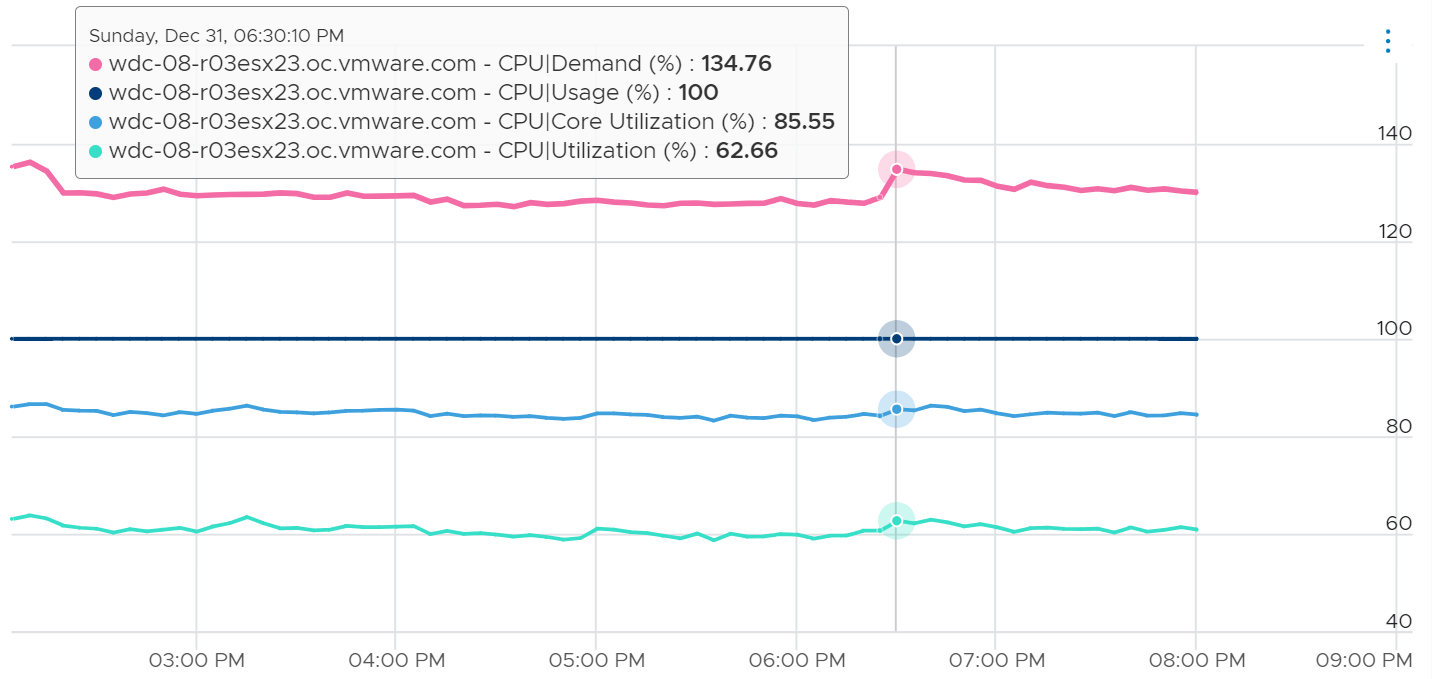 Sunday, Dec 31, 06:30:10 PM
wdc-08-r03esx23.oc.vmware.com - CPU|Demand (%) : 134.76
wdc-08-r03esx23.oc.vmware.com - CPU|Usage (%) : 100
wdc-08-r03esx23.oc.vmware.com - CPU|Core Utilization (%) : 85.55
wdc-08-r03esx23.oc.vmware.com - CPU|Utilization (%) : 62.66
140
120
100
80
60
40
03:00 PM 04:00 PM 05:00 PM 06:00 PM 07:00 PM 08:00 PM 09:00 PM